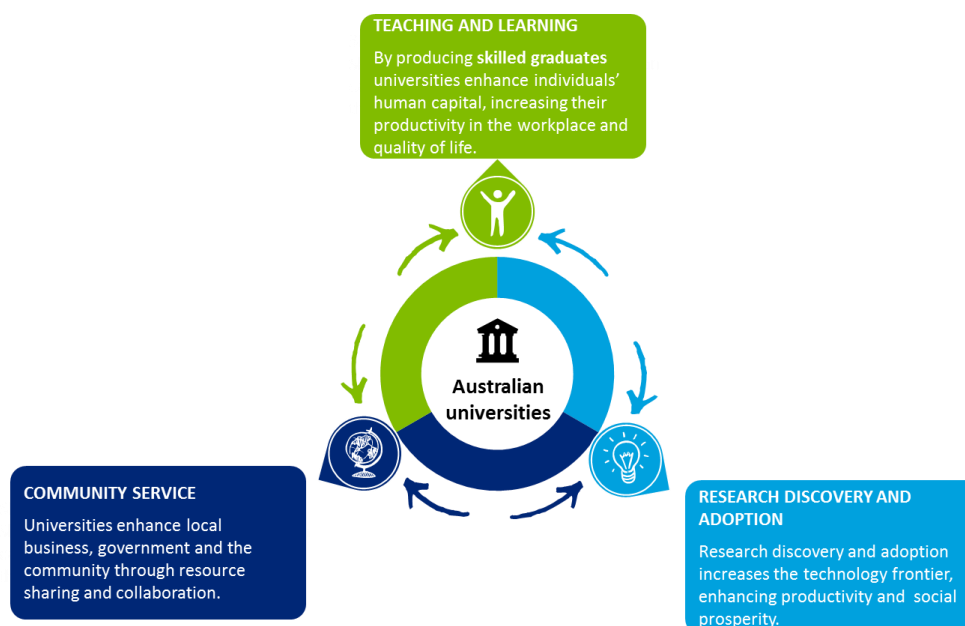 TEACHING AND LEARNING
By producing skilled graduates
universities enhance individuals’
human capital, increasing their
productivity in the workplace and
quality of life.
Australian
universities
COMMUNITY SERVICE
Universities enhance local
business, government and the
community through resource
sharing and collaboration.
RESEARCH DISCOVERY AND
ADOPTION
Research discovery and adoption
increases the technology frontier,
enhancing productivity and social
prosperity.